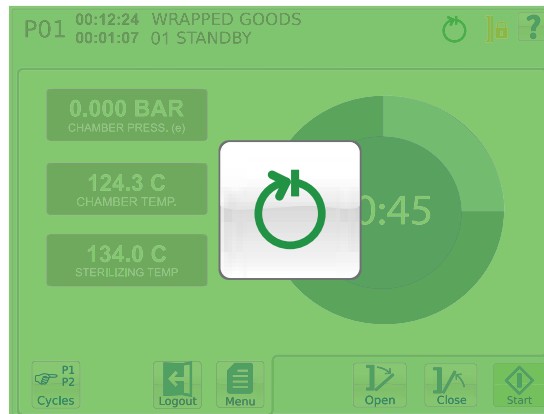 P01 00:12:24 WRAPPED GOODS
00:01:07 01 STANDBY
?
0.000 BAR
CHAMBER PRESS. (e)
124.3 C
CHAMBER TEMP.
0:45
134.0 C
STERILIZING TEMP
P1
P2
Cycles
Logout
Menu
Open
Close
Start